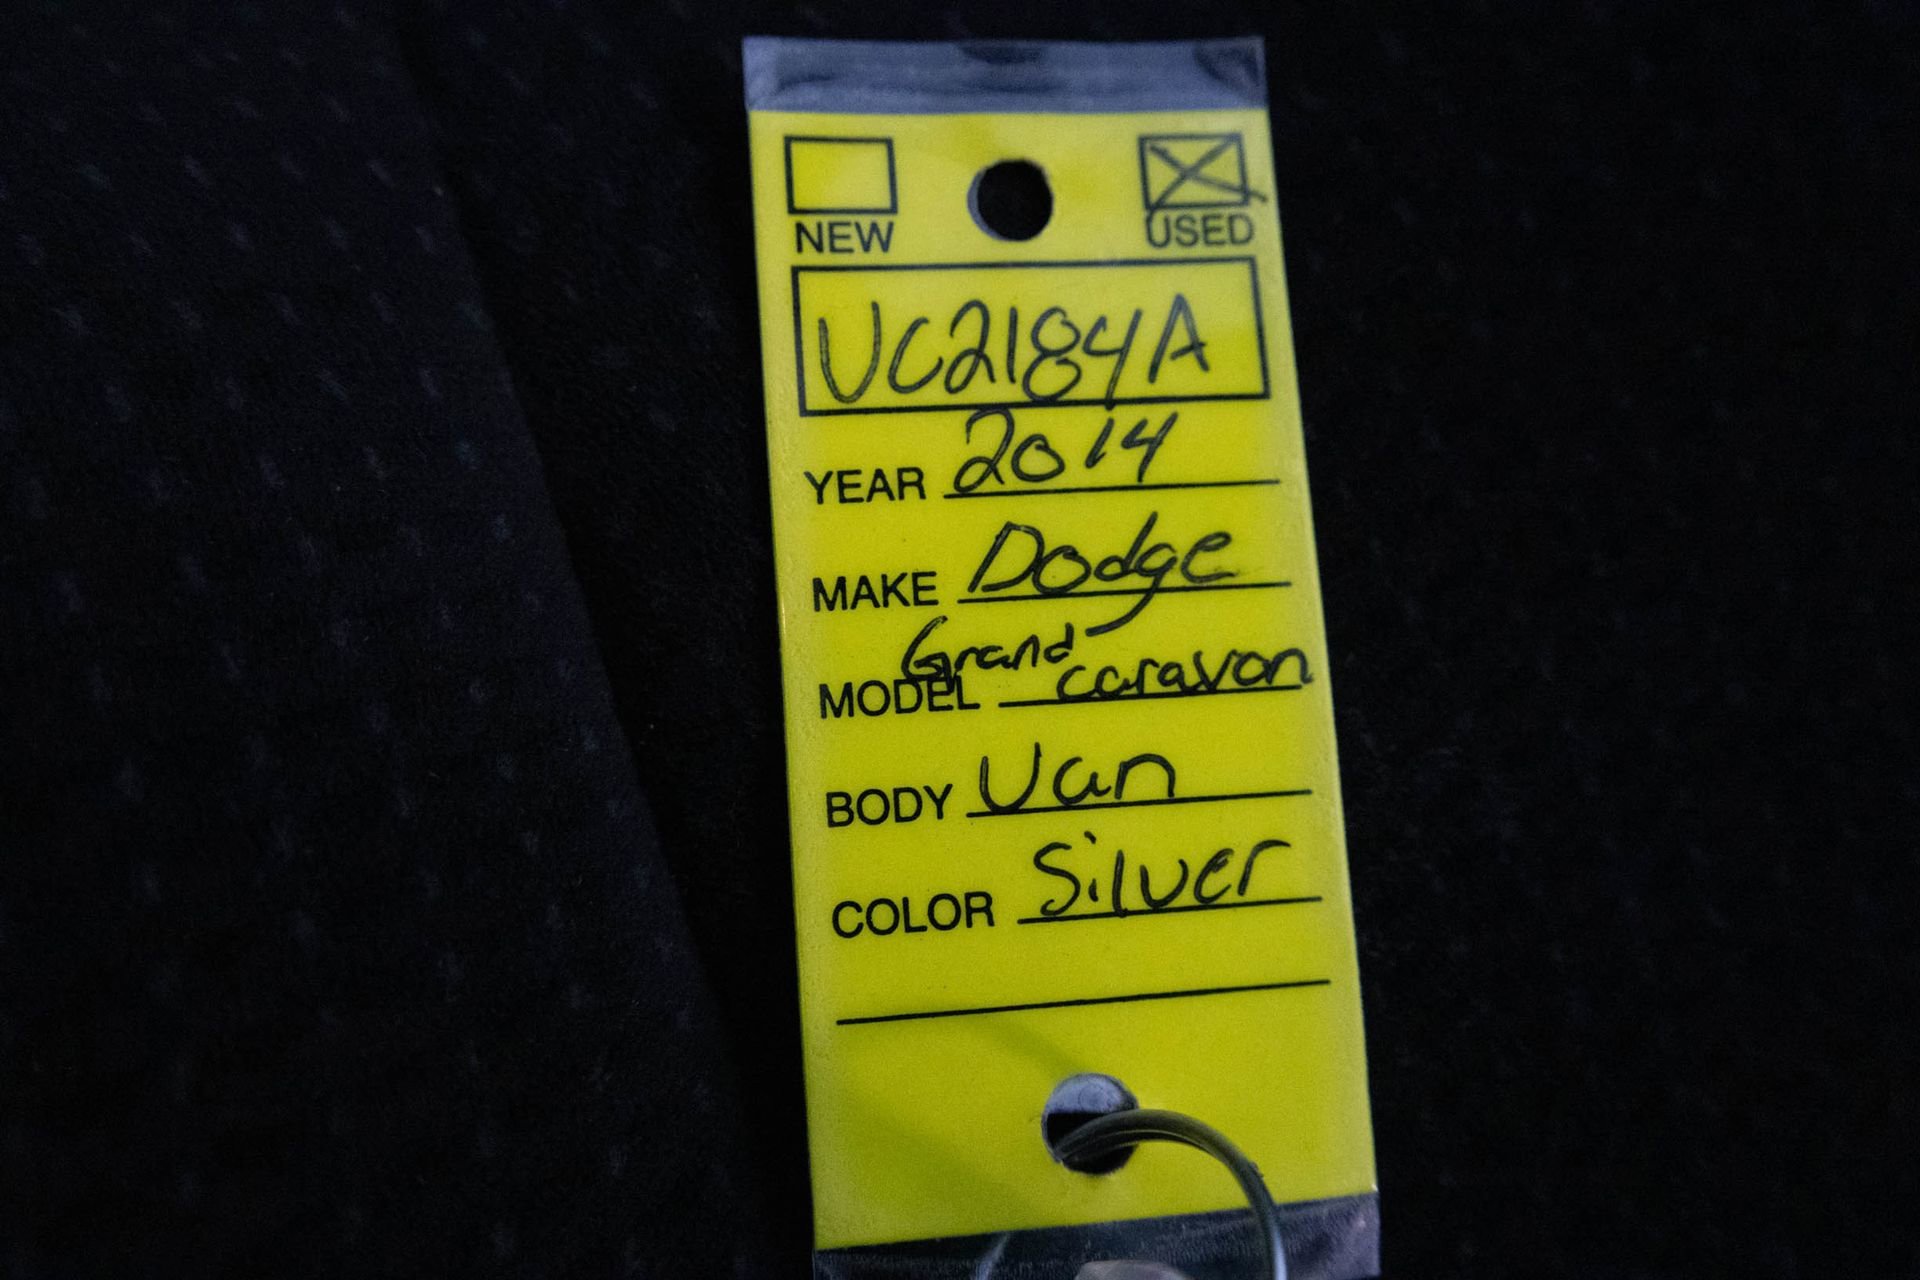 NEW USED
UC2184A
YEAR 2014
MAKE Dodge
MODEL Grand caravan
BODY Van
COLOR Silver